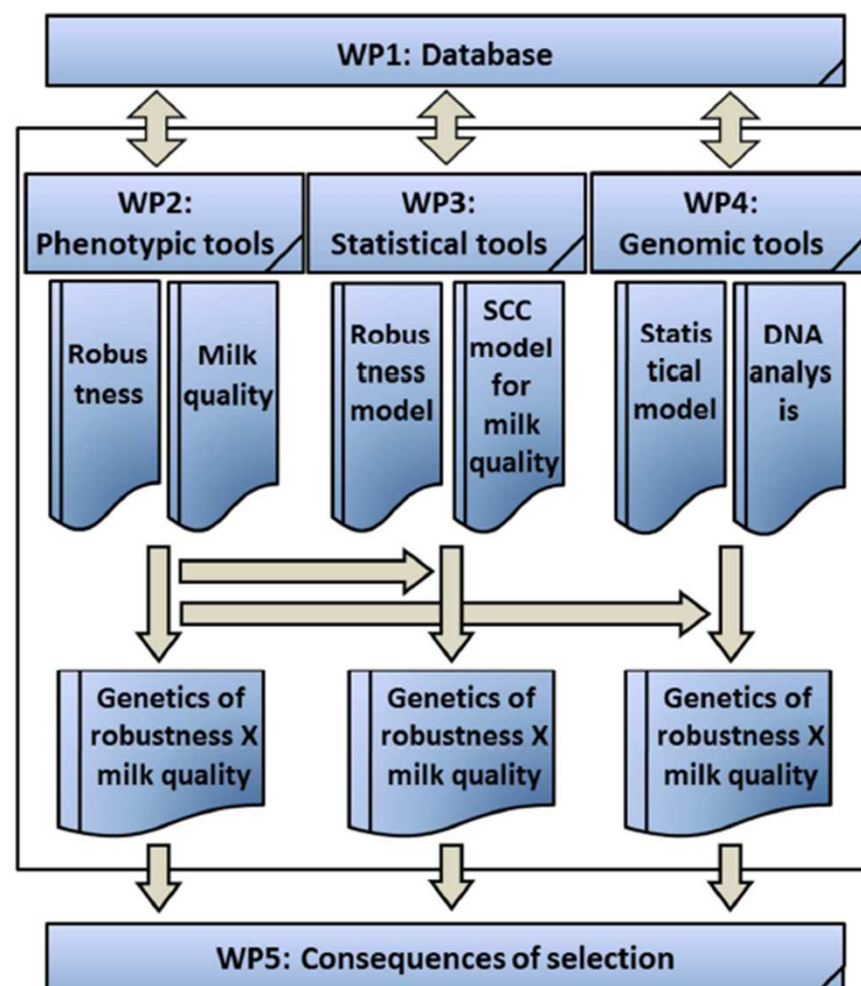 WP1: Database
WP2:
Phenotypic tools
WP3:
Statistical tools
WP4:
Genomic tools
Robus
tness
Milk
quality
Robus
tness
model
SCC
model
for
milk
quality
Statis
tical
model
DNA
analys
is
Genetics of
robustness X
milk quality
Genetics of
robustness X
milk quality
Genetics of
robustness X
milk quality
WP5: Consequences of selection